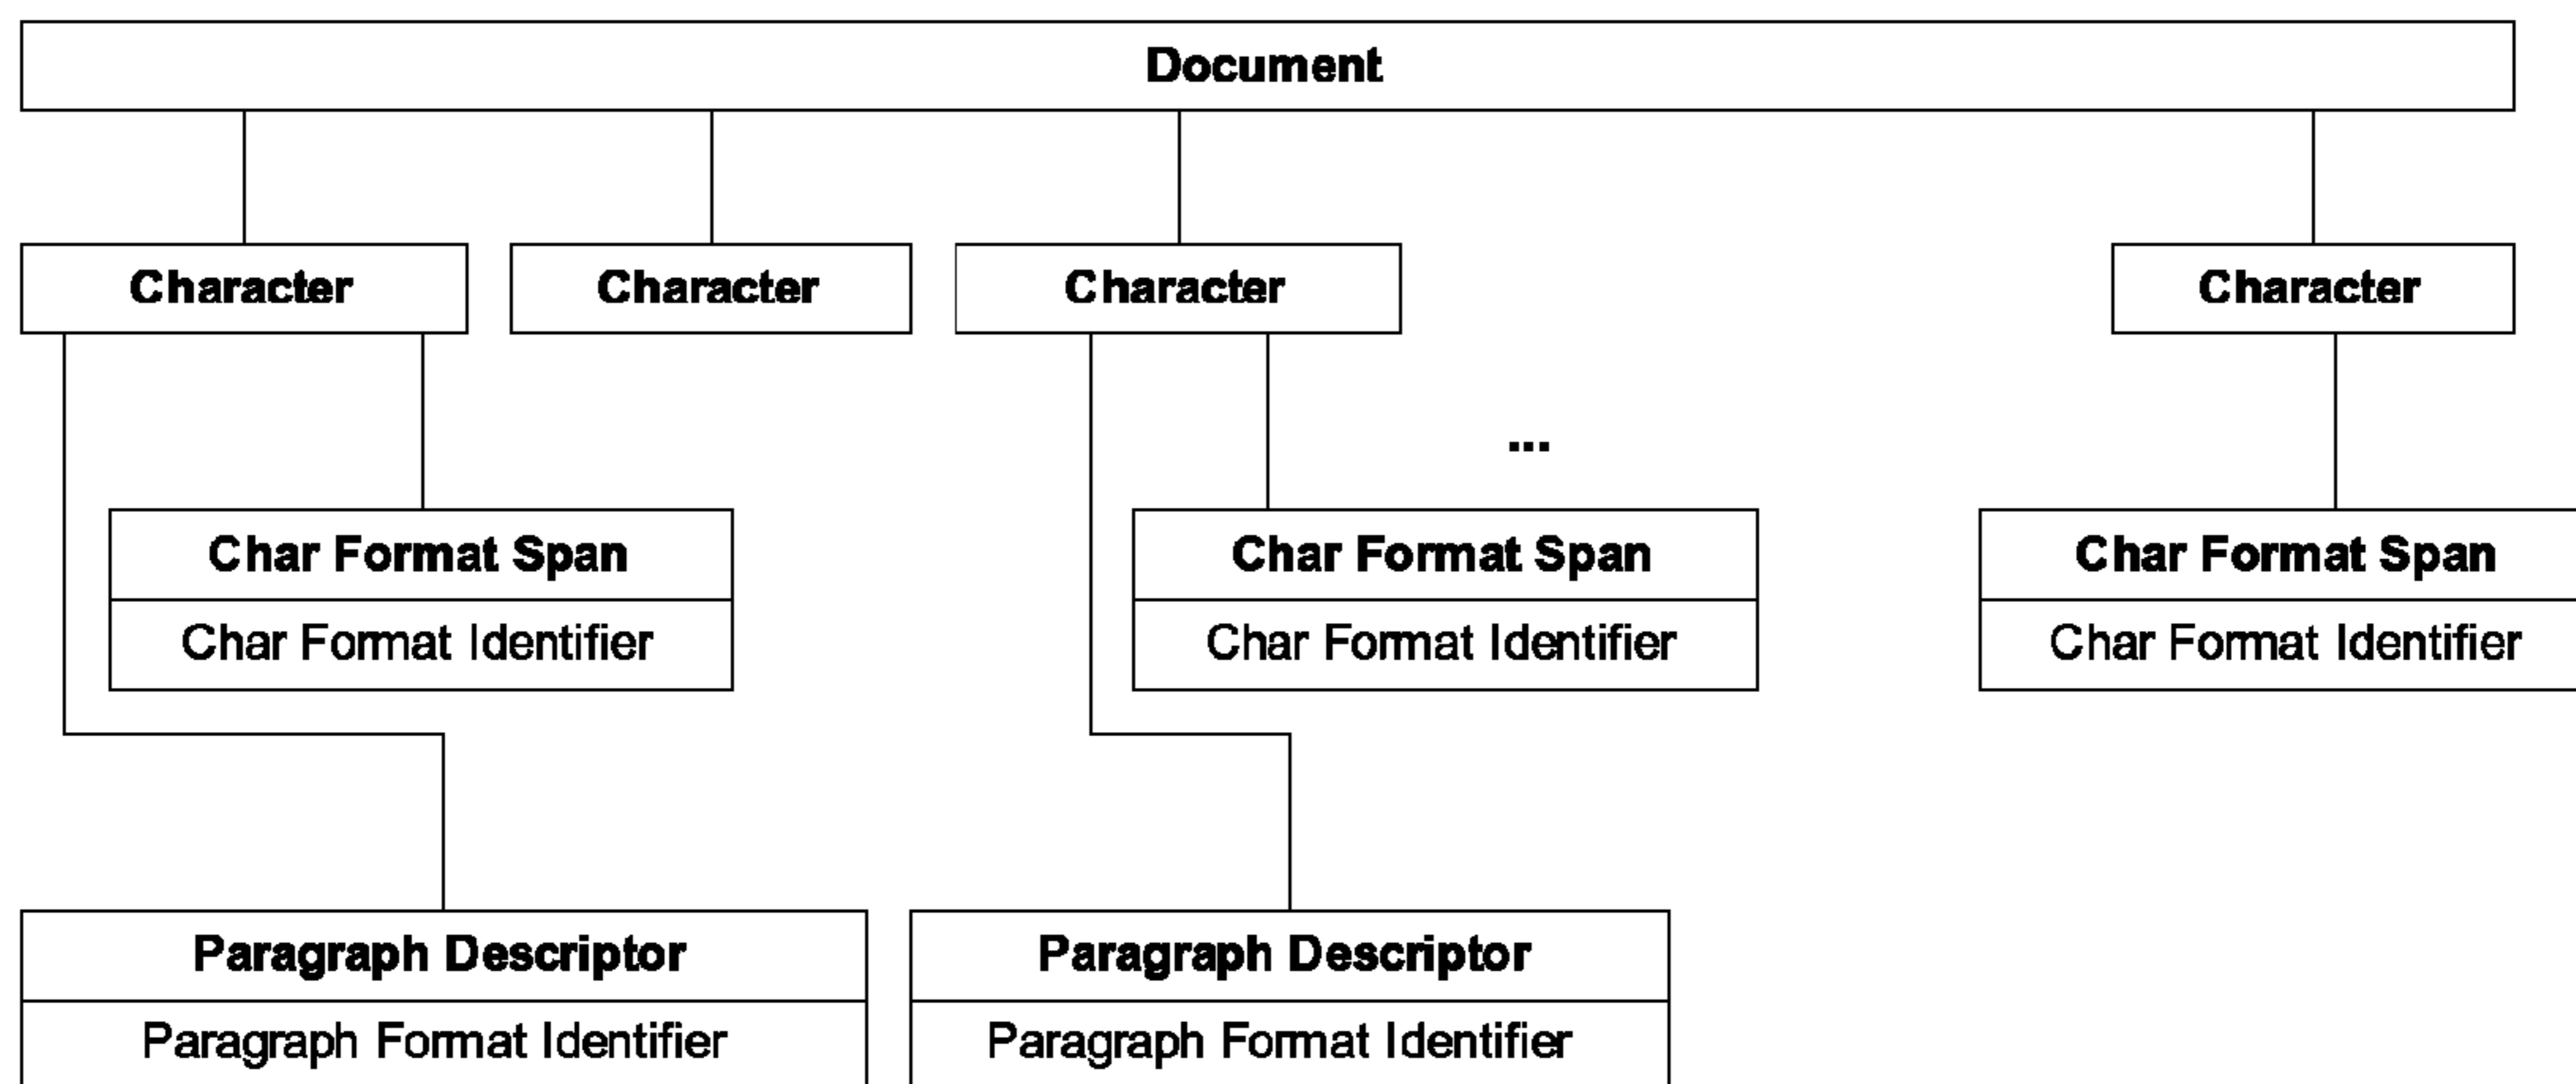 Document
Character
Character
Character
Character
...
Char Format Span
Char Format Identifier
Char Format Span
Char Format Identifier
Char Format Span
Char Format Identifier
Paragraph Descriptor
Paragraph Format Identifier
Paragraph Descriptor
Paragraph Format Identifier